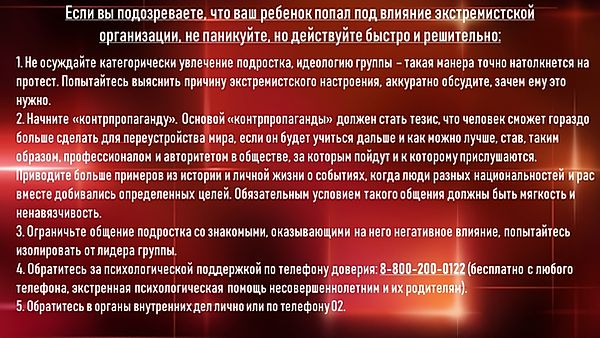 Если вы подозреваете, что ваш ребенок попал под влияние экстремистской
организации, не паникуйте, но действуйте быстро и решительно:
1. Не осуждайте категорически увлечение подростка, идеологию группы – такая манера точно натолкнется на
протест. Попытайтесь выяснить причину экстремистского настроения, аккуратно обсудите, зачем ему это
нужно.
2. Начните «контрпропаганду». Основой «контрпропаганды» должен стать тезис, что человек сможет гораздо
больше сделать для переустройства мира, если он будет учиться дальше и как можно лучше, став, таким
образом, профессионалом и авторитетом в обществе, за которым пойдут и к которому прислушаются.
Приводите больше примеров из истории и личной жизни о событиях, когда люди разных национальностей и рас
вместе добивались определенных целей. Обязательным условием такого общения должны быть мягкость и
ненавязчивость.
3. Ограничьте общение подростка со знакомыми, оказывающими на него негативное влияние, попытайтесь
изолировать от лидера группы.
4. Обратитесь за психологической поддержкой по телефону доверия: 8-800-200-0122 (бесплатно с любого
телефона, экстренная психологическая помощь несовершеннолетним и их родителям).
5. Обратитесь в органы внутренних дел лично или по телефону 02.